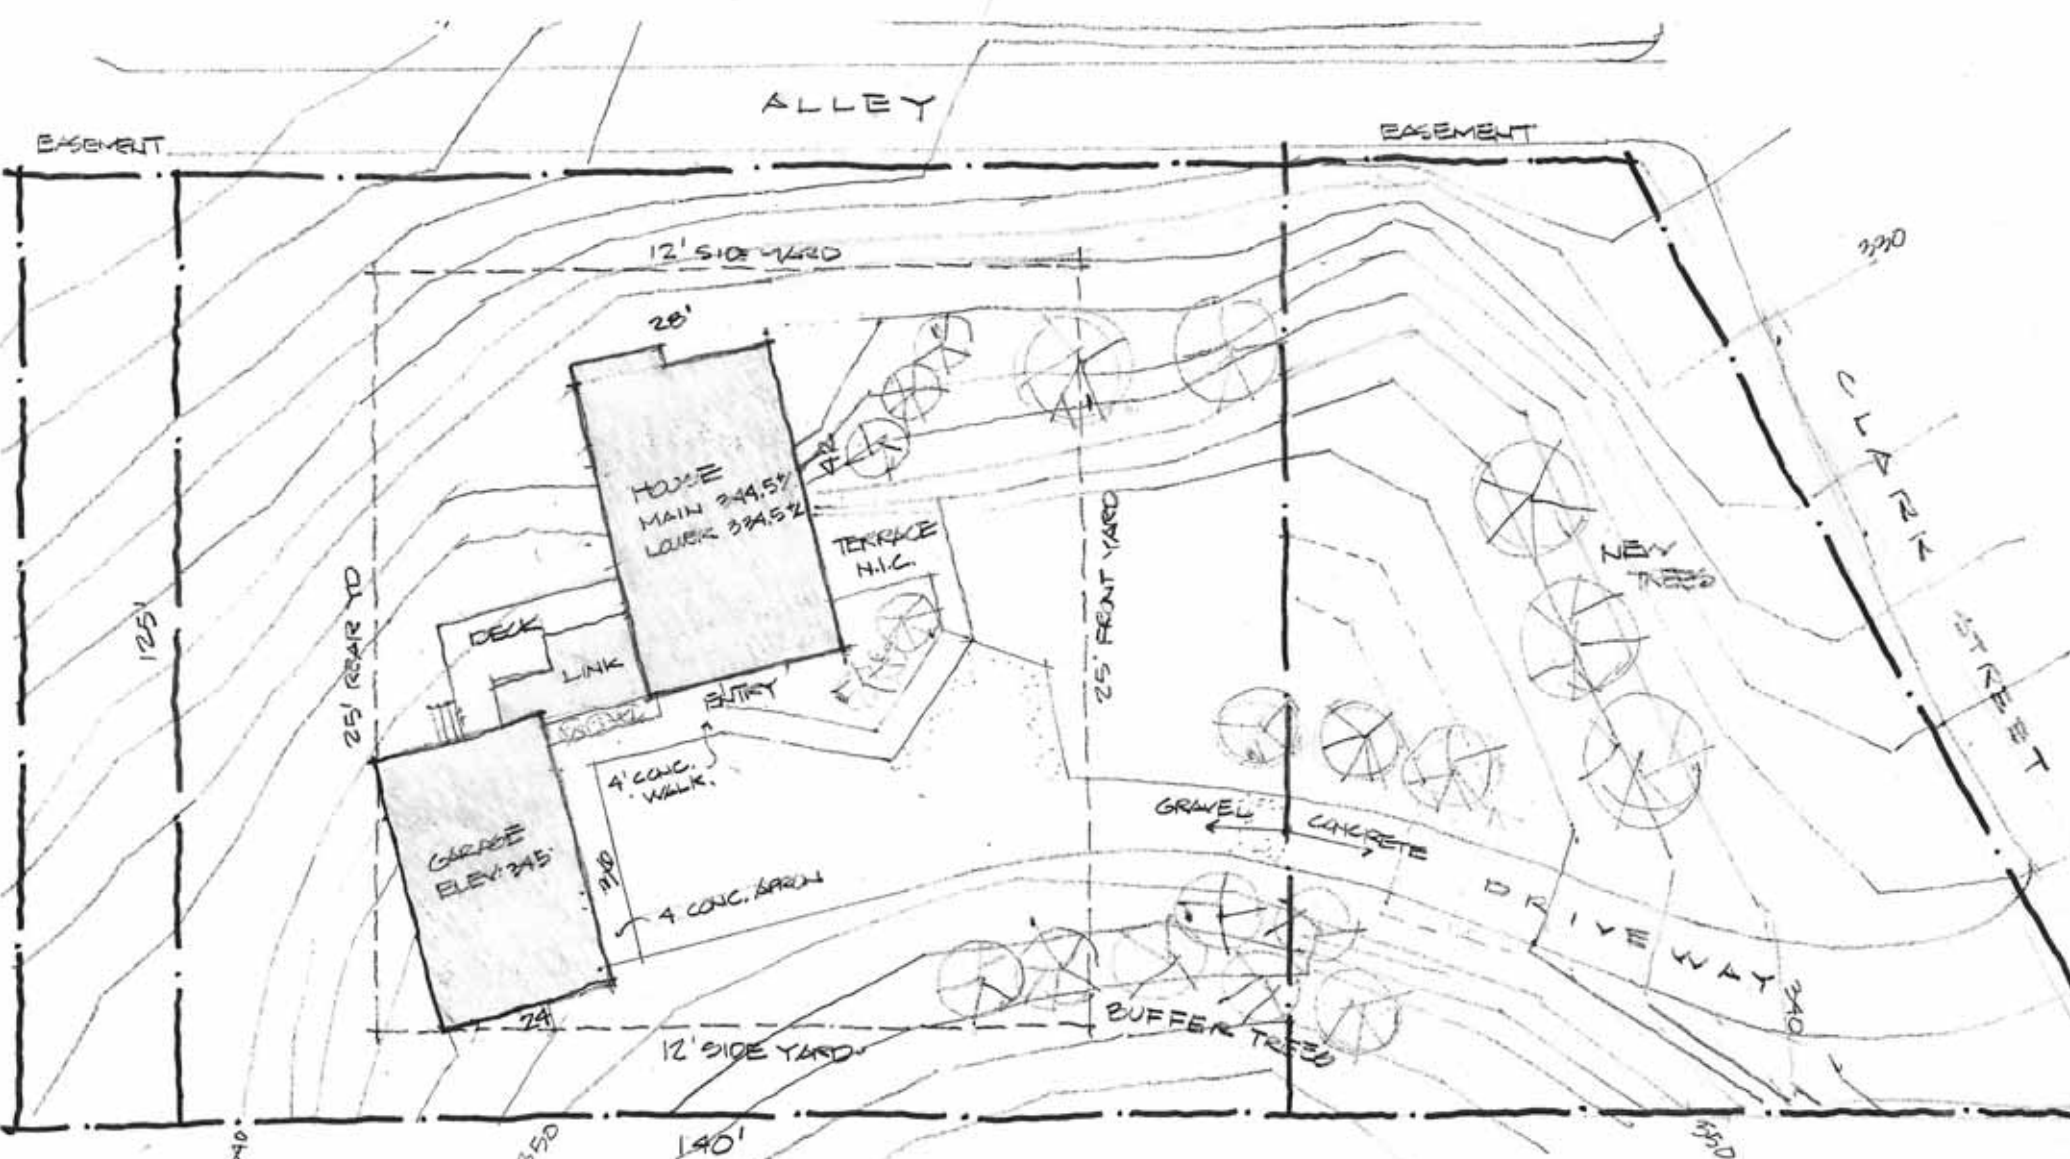 ALLEY
EASEMENT
EASEMENT
330
12' SIDE YARD
28'
CLARK STREET
42
HOUSE
MAIN 344.5'±
LOWER 334.5'±
TERRACE
N.I.C.
NEW
TREES
125'
25' REAR YD
25' FRONT YARD
DECK
LINK
ENTRY
4' CONC.
WALK.
GRAVEL
CONCRETE
GARAGE
ELEV: 345'
4' CONC. APRON
DRIVEWAY
340
24'
12' SIDE YARD
BUFFER TREES
350
140'
350